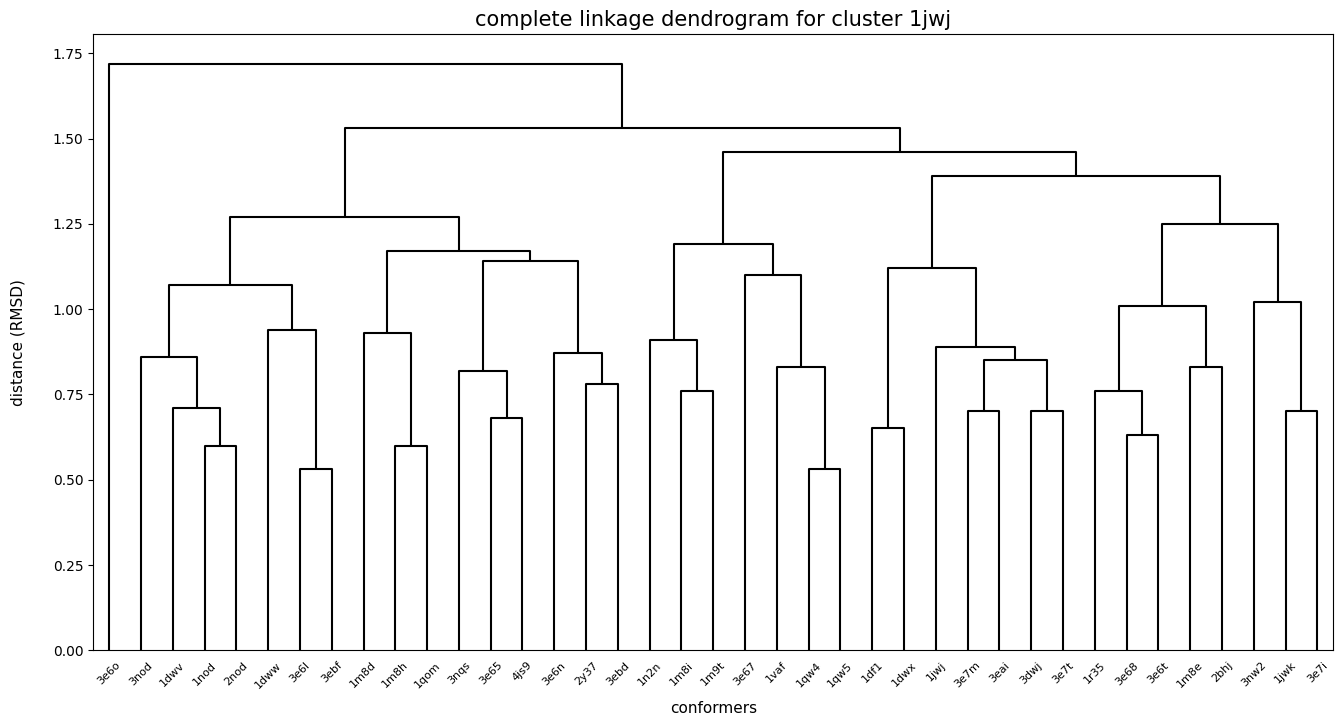 complete linkage dendrogram for cluster 1jwj
1.75
1.50
1.25
1.00
0.75
0.50
0.25
0.00
distance (RMSD)
3e6o 3nod 1dwv 1nod 2nod 1dww 3e6l 3ebf 1m8d 1m8h 1qom 3nqs 3e65 4js9 3e6n 2y37 3ebd 1n2n 1m8i 1m9t 3e67 1vaf 1qw4 1qw5 1df1 1dwx 1jwj 3e7m 3eai 3dwj 3e7t 1r35 3e68 3e6t 1m8e 2bhj 3nw2 1jwk 3e7i
conformers